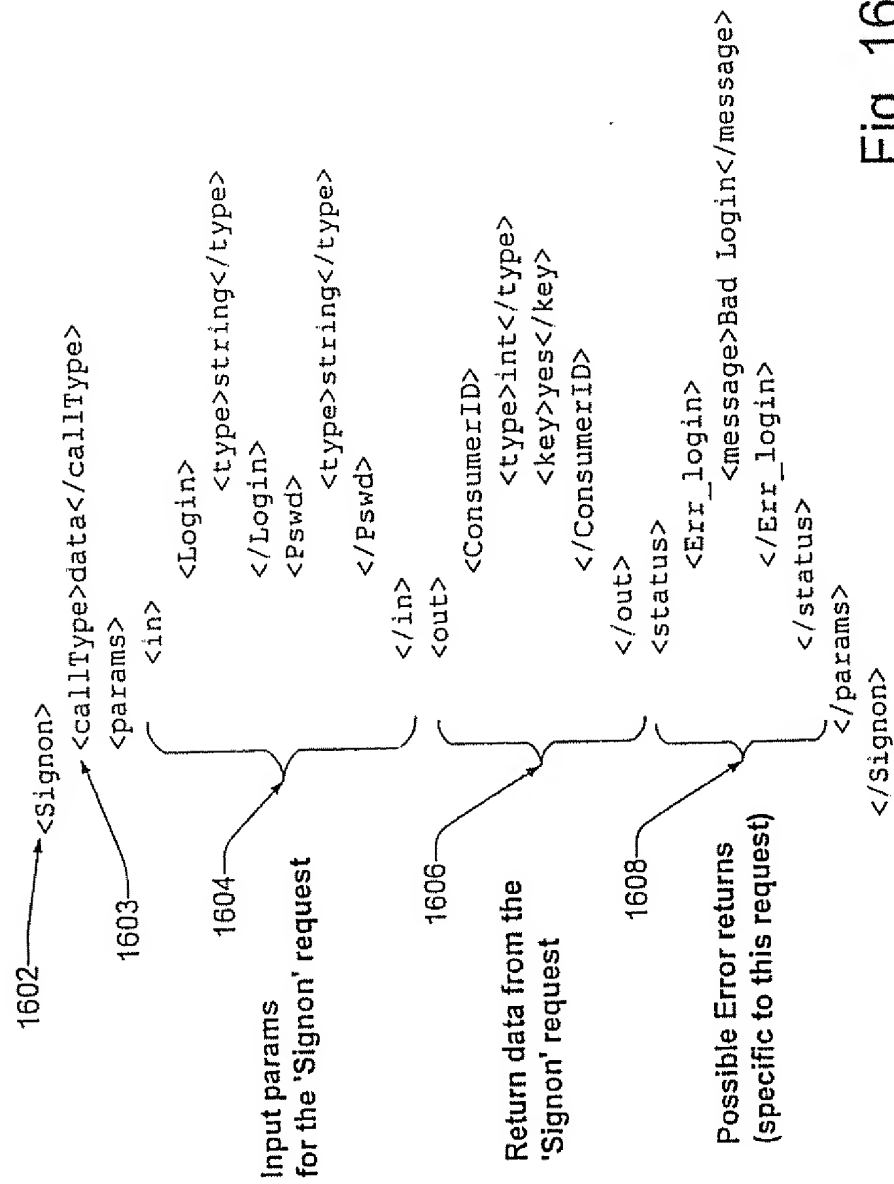 1602
<Signon>
1603
<callType>data</callType>
<params>
<in>
1604
Input params
for the 'Signon' request
<Login>
<type>string</type>
</Login>
<Pswd>
<type>string</type>
</Pswd>
</in>
1606
Return data from the
'Signon' request
<out>
<ConsumerID>
<type>int</type>
<key>yes</key>
</ConsumerID>
</out>
1608
Possible Error returns
(specific to this request)
<status>
<Err_login>
<message>Bad Login</message>
</Err_login>
</status>
</params>
</Signon>
Fig. 16